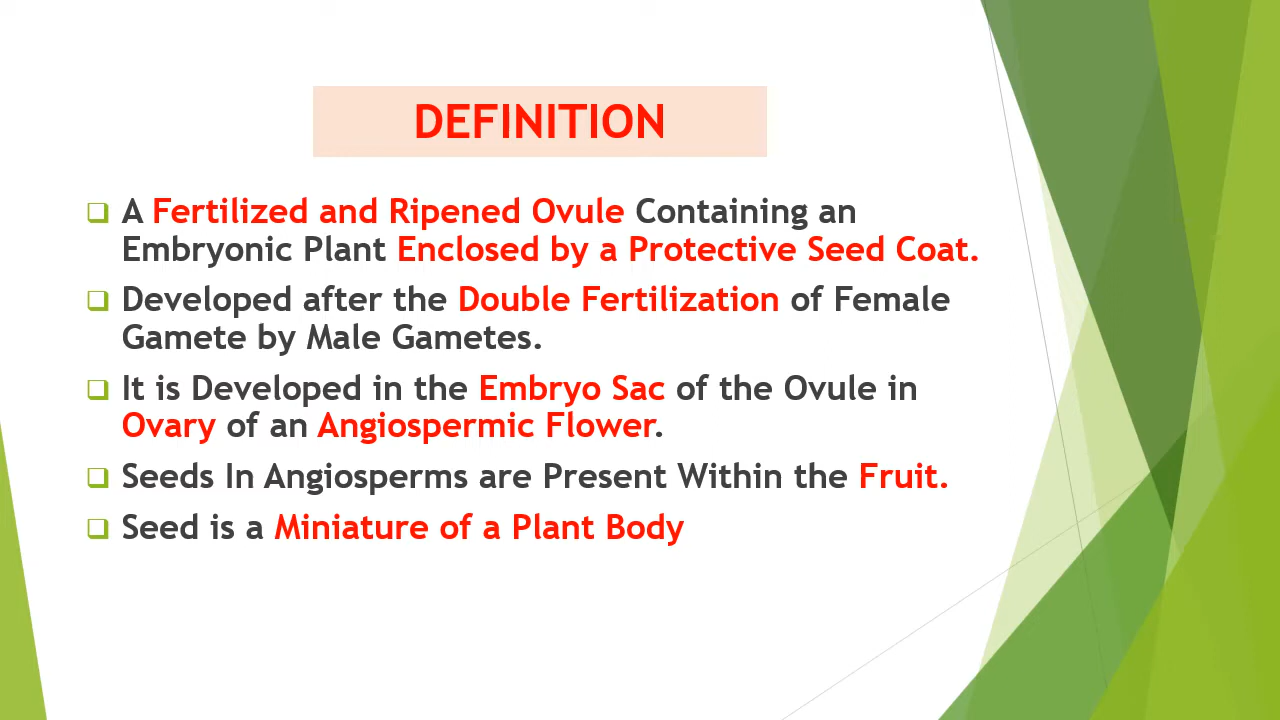 DEFINITION
A Fertilized and Ripened Ovule Containing an
Embryonic Plant Enclosed by a Protective Seed Coat.
Developed after the Double Fertilization of Female
Gamete by Male Gametes.
It is Developed in the Embryo Sac of the Ovule in
Ovary of an Angiospermic Flower.
Seeds In Angiosperms are Present Within the Fruit.
Seed is a Miniature of a Plant Body